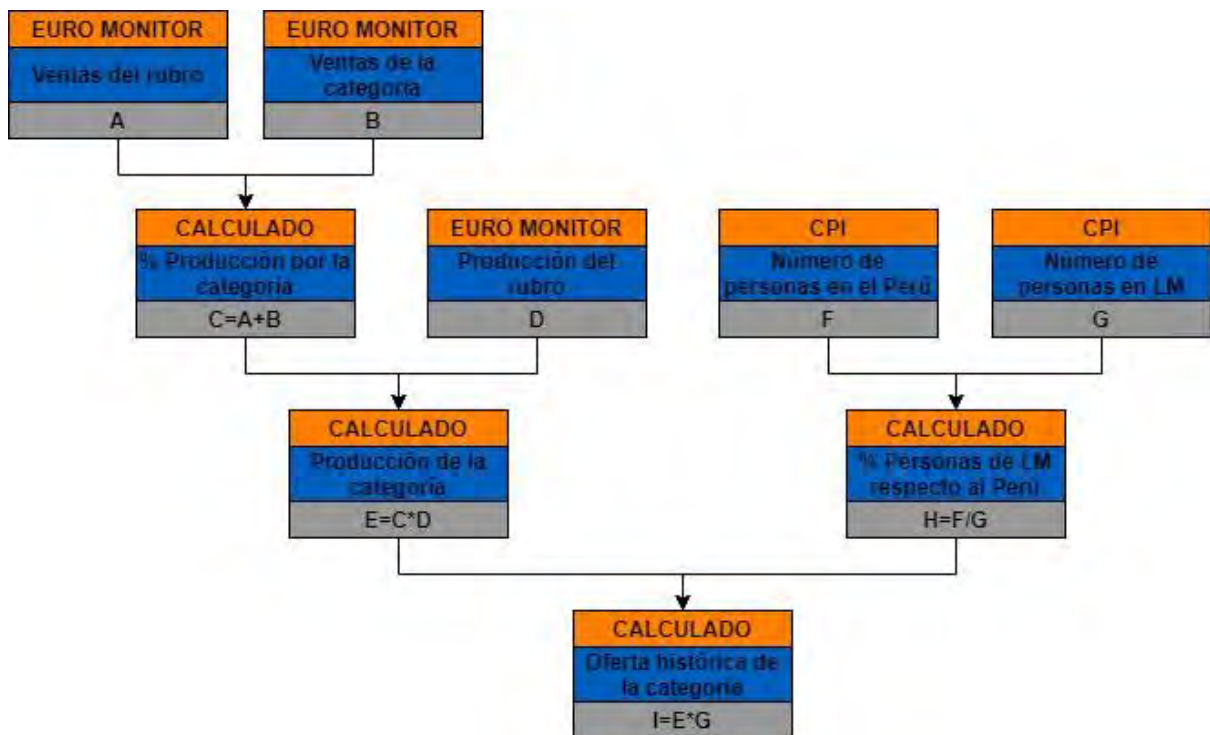 EURO MONITOR
Ventas del rubro
A
EURO MONITOR
Ventas de la
categoría
B
CALCULADO
% Producción por la
categoría
C=A+B
EURO MONITOR
Producción del
rubro
D
CPI
Número de
personas en el Perú
F
CPI
Número de
personas en LM
G
CALCULADO
Producción de la
categoría
E=C*D
CALCULADO
% Personas de LM
respecto al Perú
H=F/G
CALCULADO
Oferta histórica de
la categoría
I=E*G